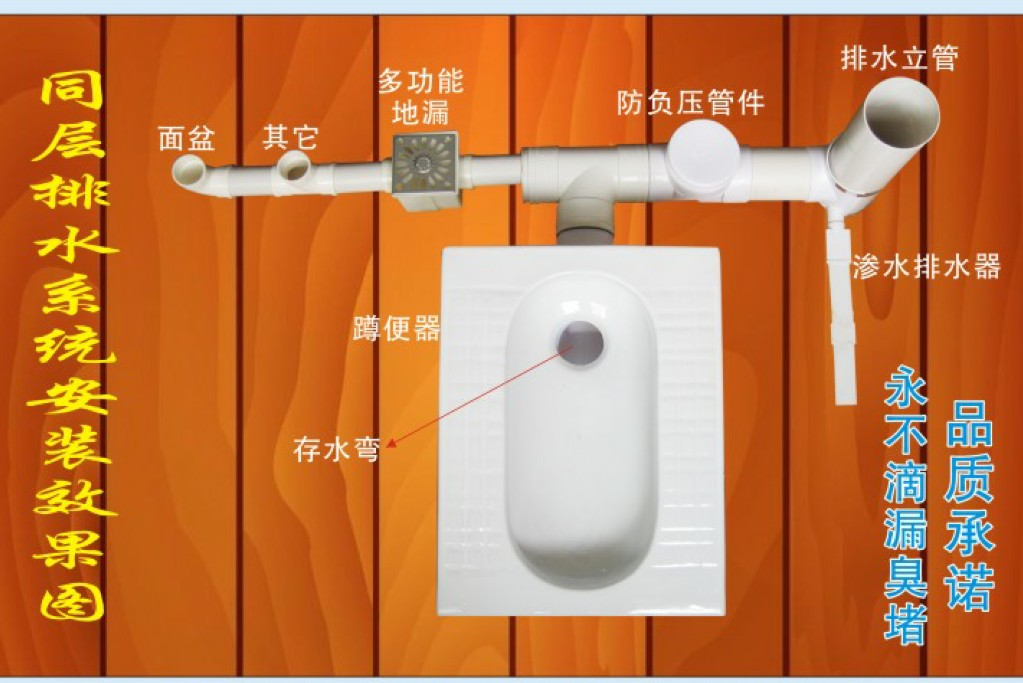 同层排水系统安装效果图
面盆
其它
多功能
地漏
防负压管件
排水立管
渗水排水器
蹲便器
存水弯
品质承诺
永不滴漏臭堵